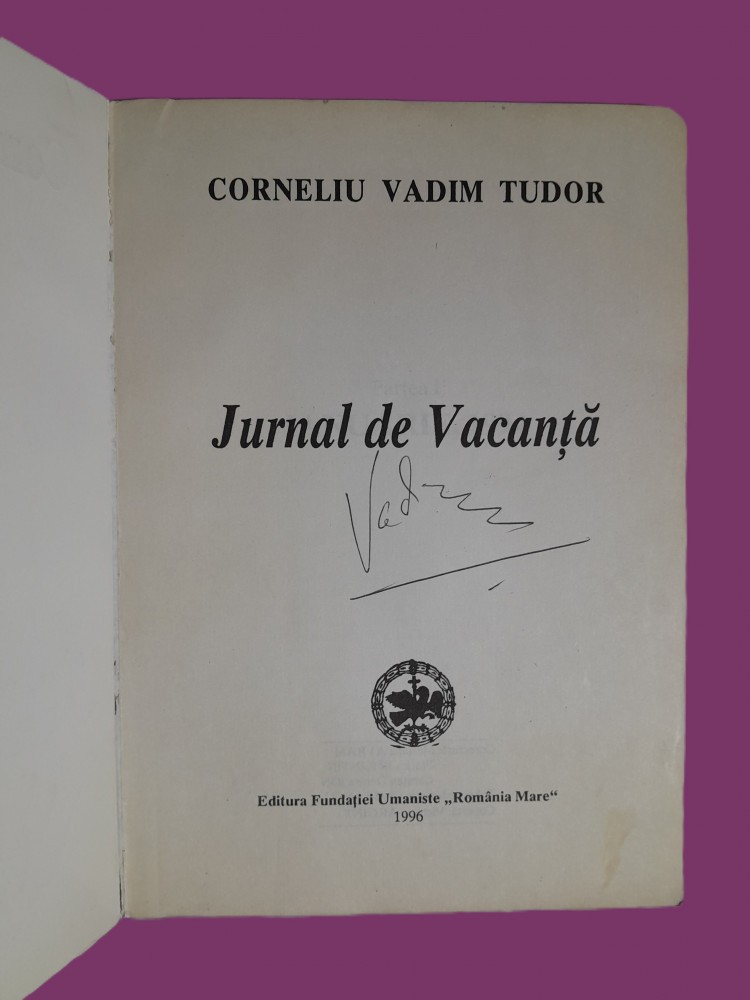 CORNELIU VADIM TUDOR
Jurnal de Vacanță
Vadim
Editura Fundației Umaniste „România Mare“
1996